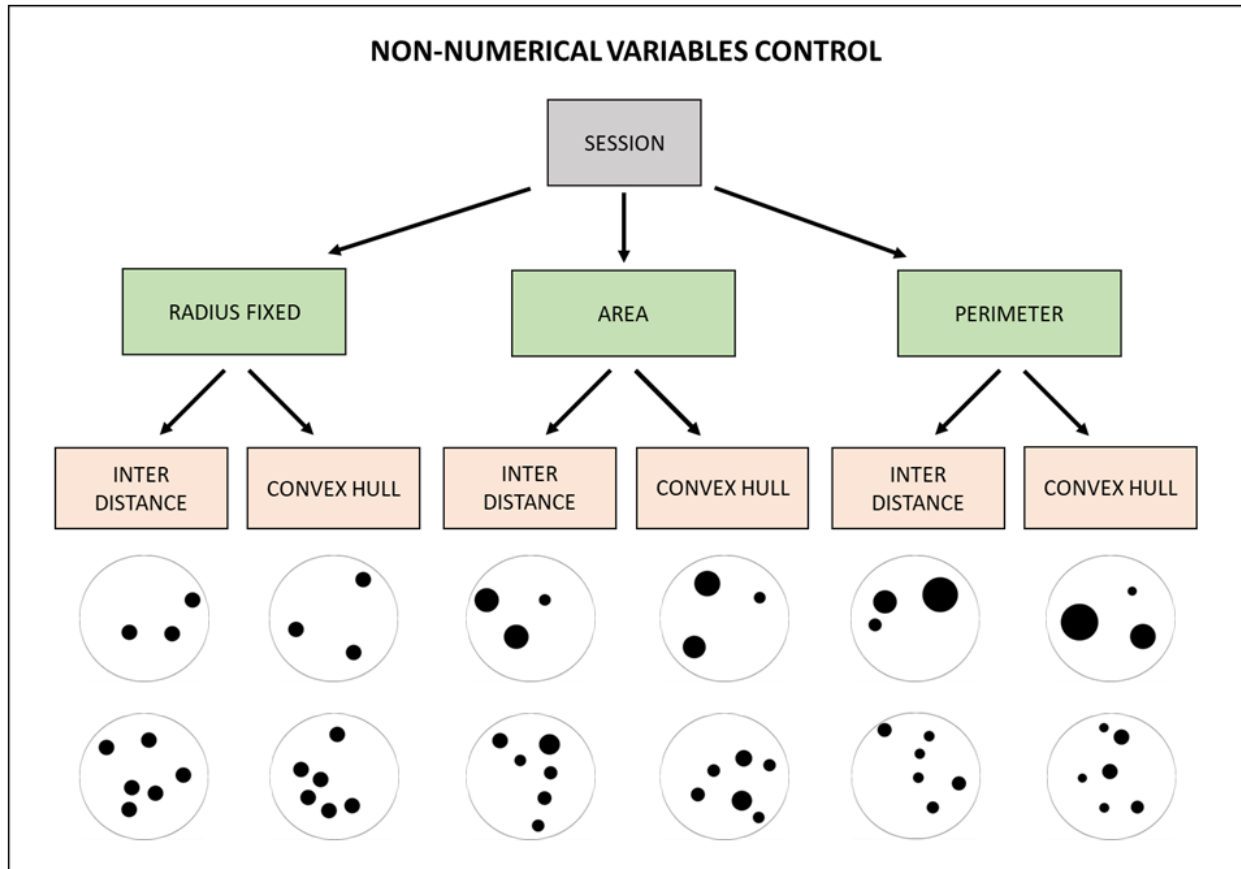 NON-NUMERICAL VARIABLES CONTROL
SESSION
RADIUS FIXED
AREA
PERIMETER
INTER
DISTANCE
CONVEX HULL
INTER
DISTANCE
CONVEX HULL
INTER
DISTANCE
CONVEX HULL